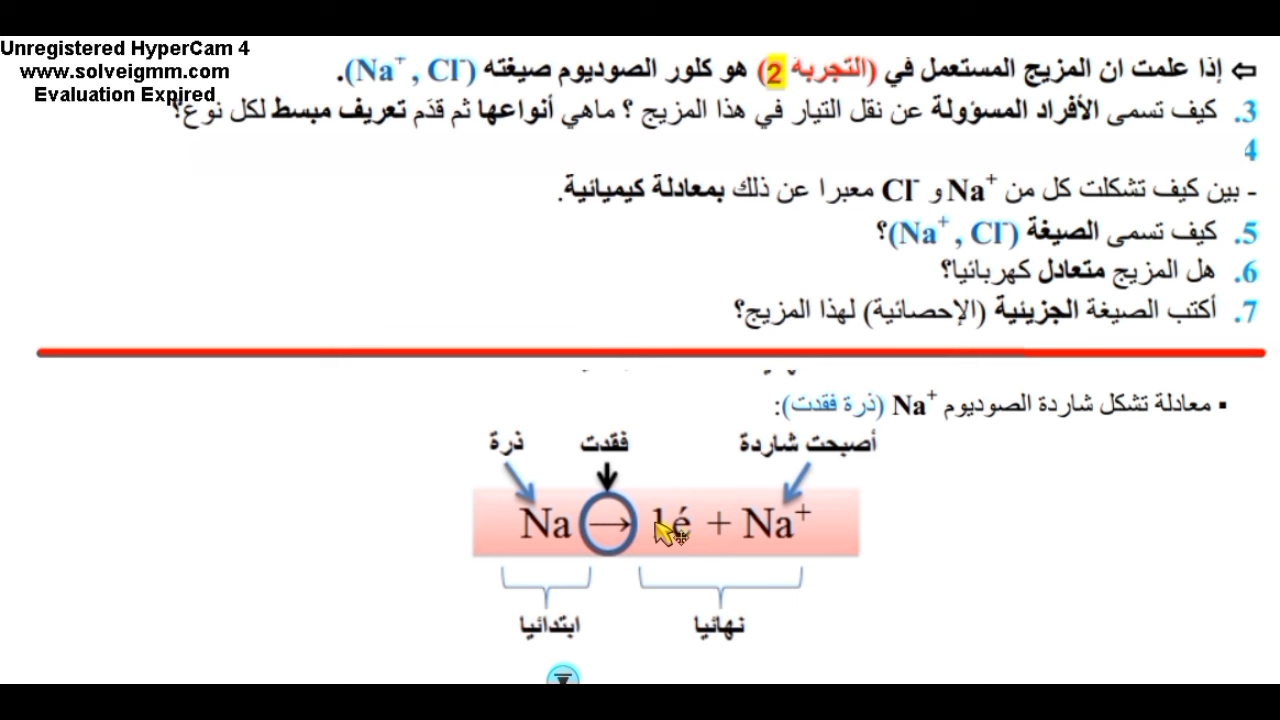 Unregistered HyperCam 4
www.solveigmm.com
Evaluation Expired
⇦ إذا علمت ان المزيج المستعمل في (التجربة 2) هو كلور الصوديوم صيغته (Na⁺ , Cl⁻).
3. كيف تسمى الأفراد المسؤولة عن نقل التيار في هذا المزيج ؟ ماهي أنواعها ثم قدّم تعريف مبسط لكل نوع؟
4
- بين كيف تشكلت كل من Na⁺ و Cl⁻ معبرا عن ذلك بمعادلة كيميائية.
5. كيف تسمى الصيغة (Na⁺ , Cl⁻)؟
6. هل المزيج متعادل كهربائيا؟
7. أكتب الصيغة الجزيئية (الإحصائية) لهذا المزيج؟
▪ معادلة تشكل شاردة الصوديوم Na⁺ (ذرة فقدت):
ذرة فقدت أصبحت شاردة
Na → 1é + Na⁺
ابتدائيا نهائيا